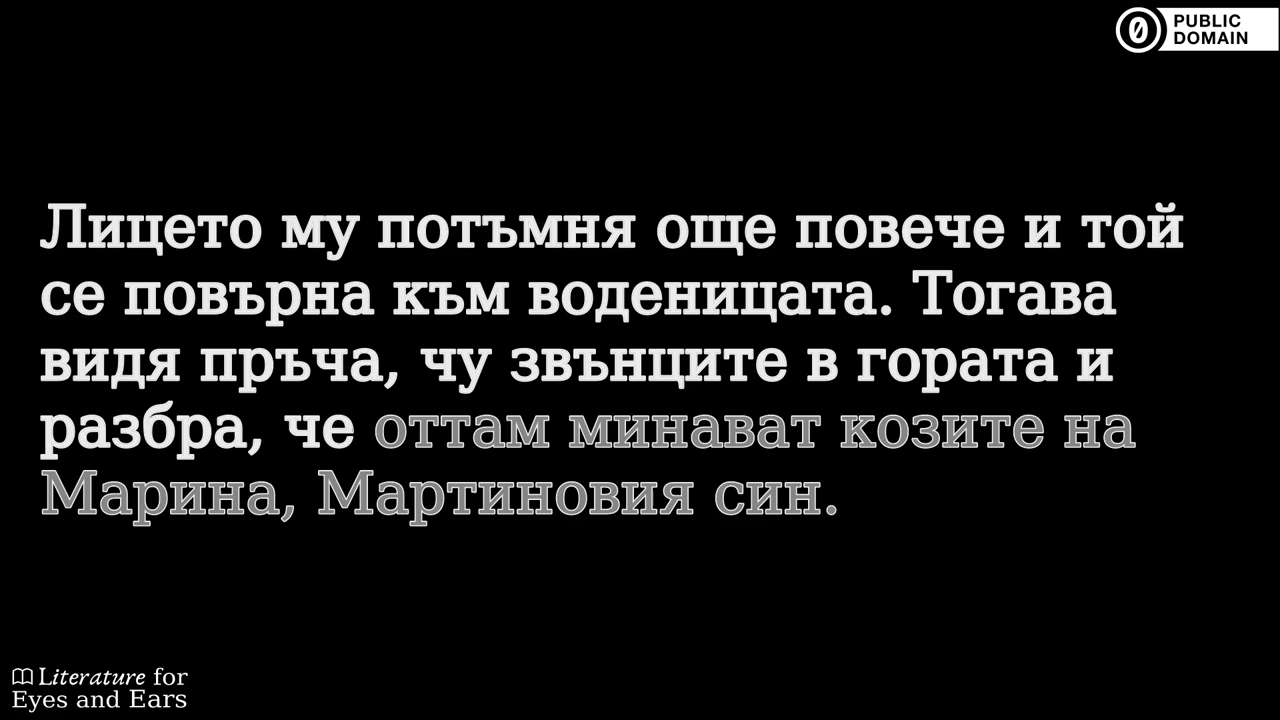 PUBLIC
DOMAIN
Лицето му потъмня още повече и той
се повърна към воденицата. Тогава
видя пръча, чу звънците в гората и
разбра, че оттам минават козите на
Марина, Мартиновия син.
Literature for
Eyes and Ears